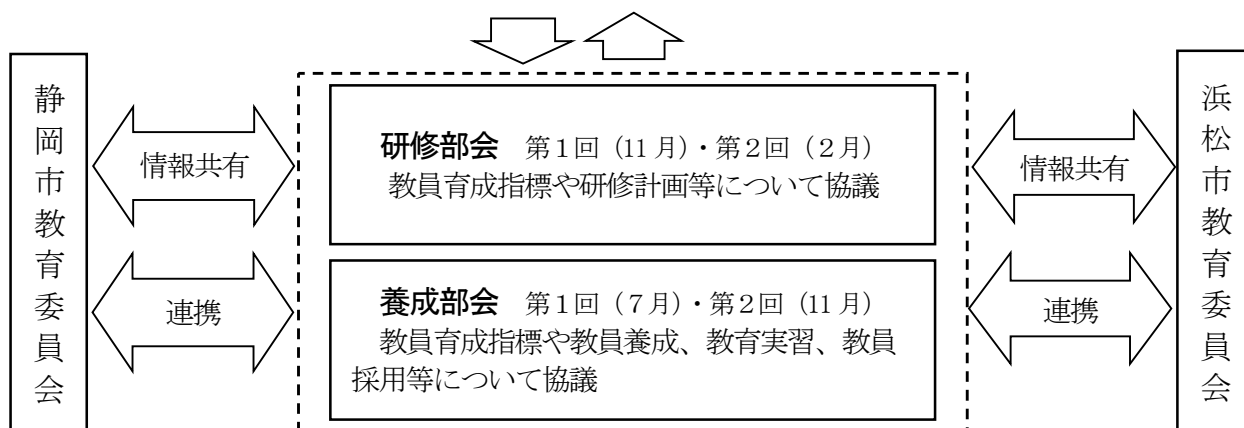 静岡市教育委員会
情報共有
連携
研修部会 第1回（11月）・第2回（2月）
教員育成指標や研修計画等について協議
養成部会 第1回（7月）・第2回（11月）
教員育成指標や教員養成、教育実習、教員
採用等について協議
情報共有
連携
浜松市教育委員会